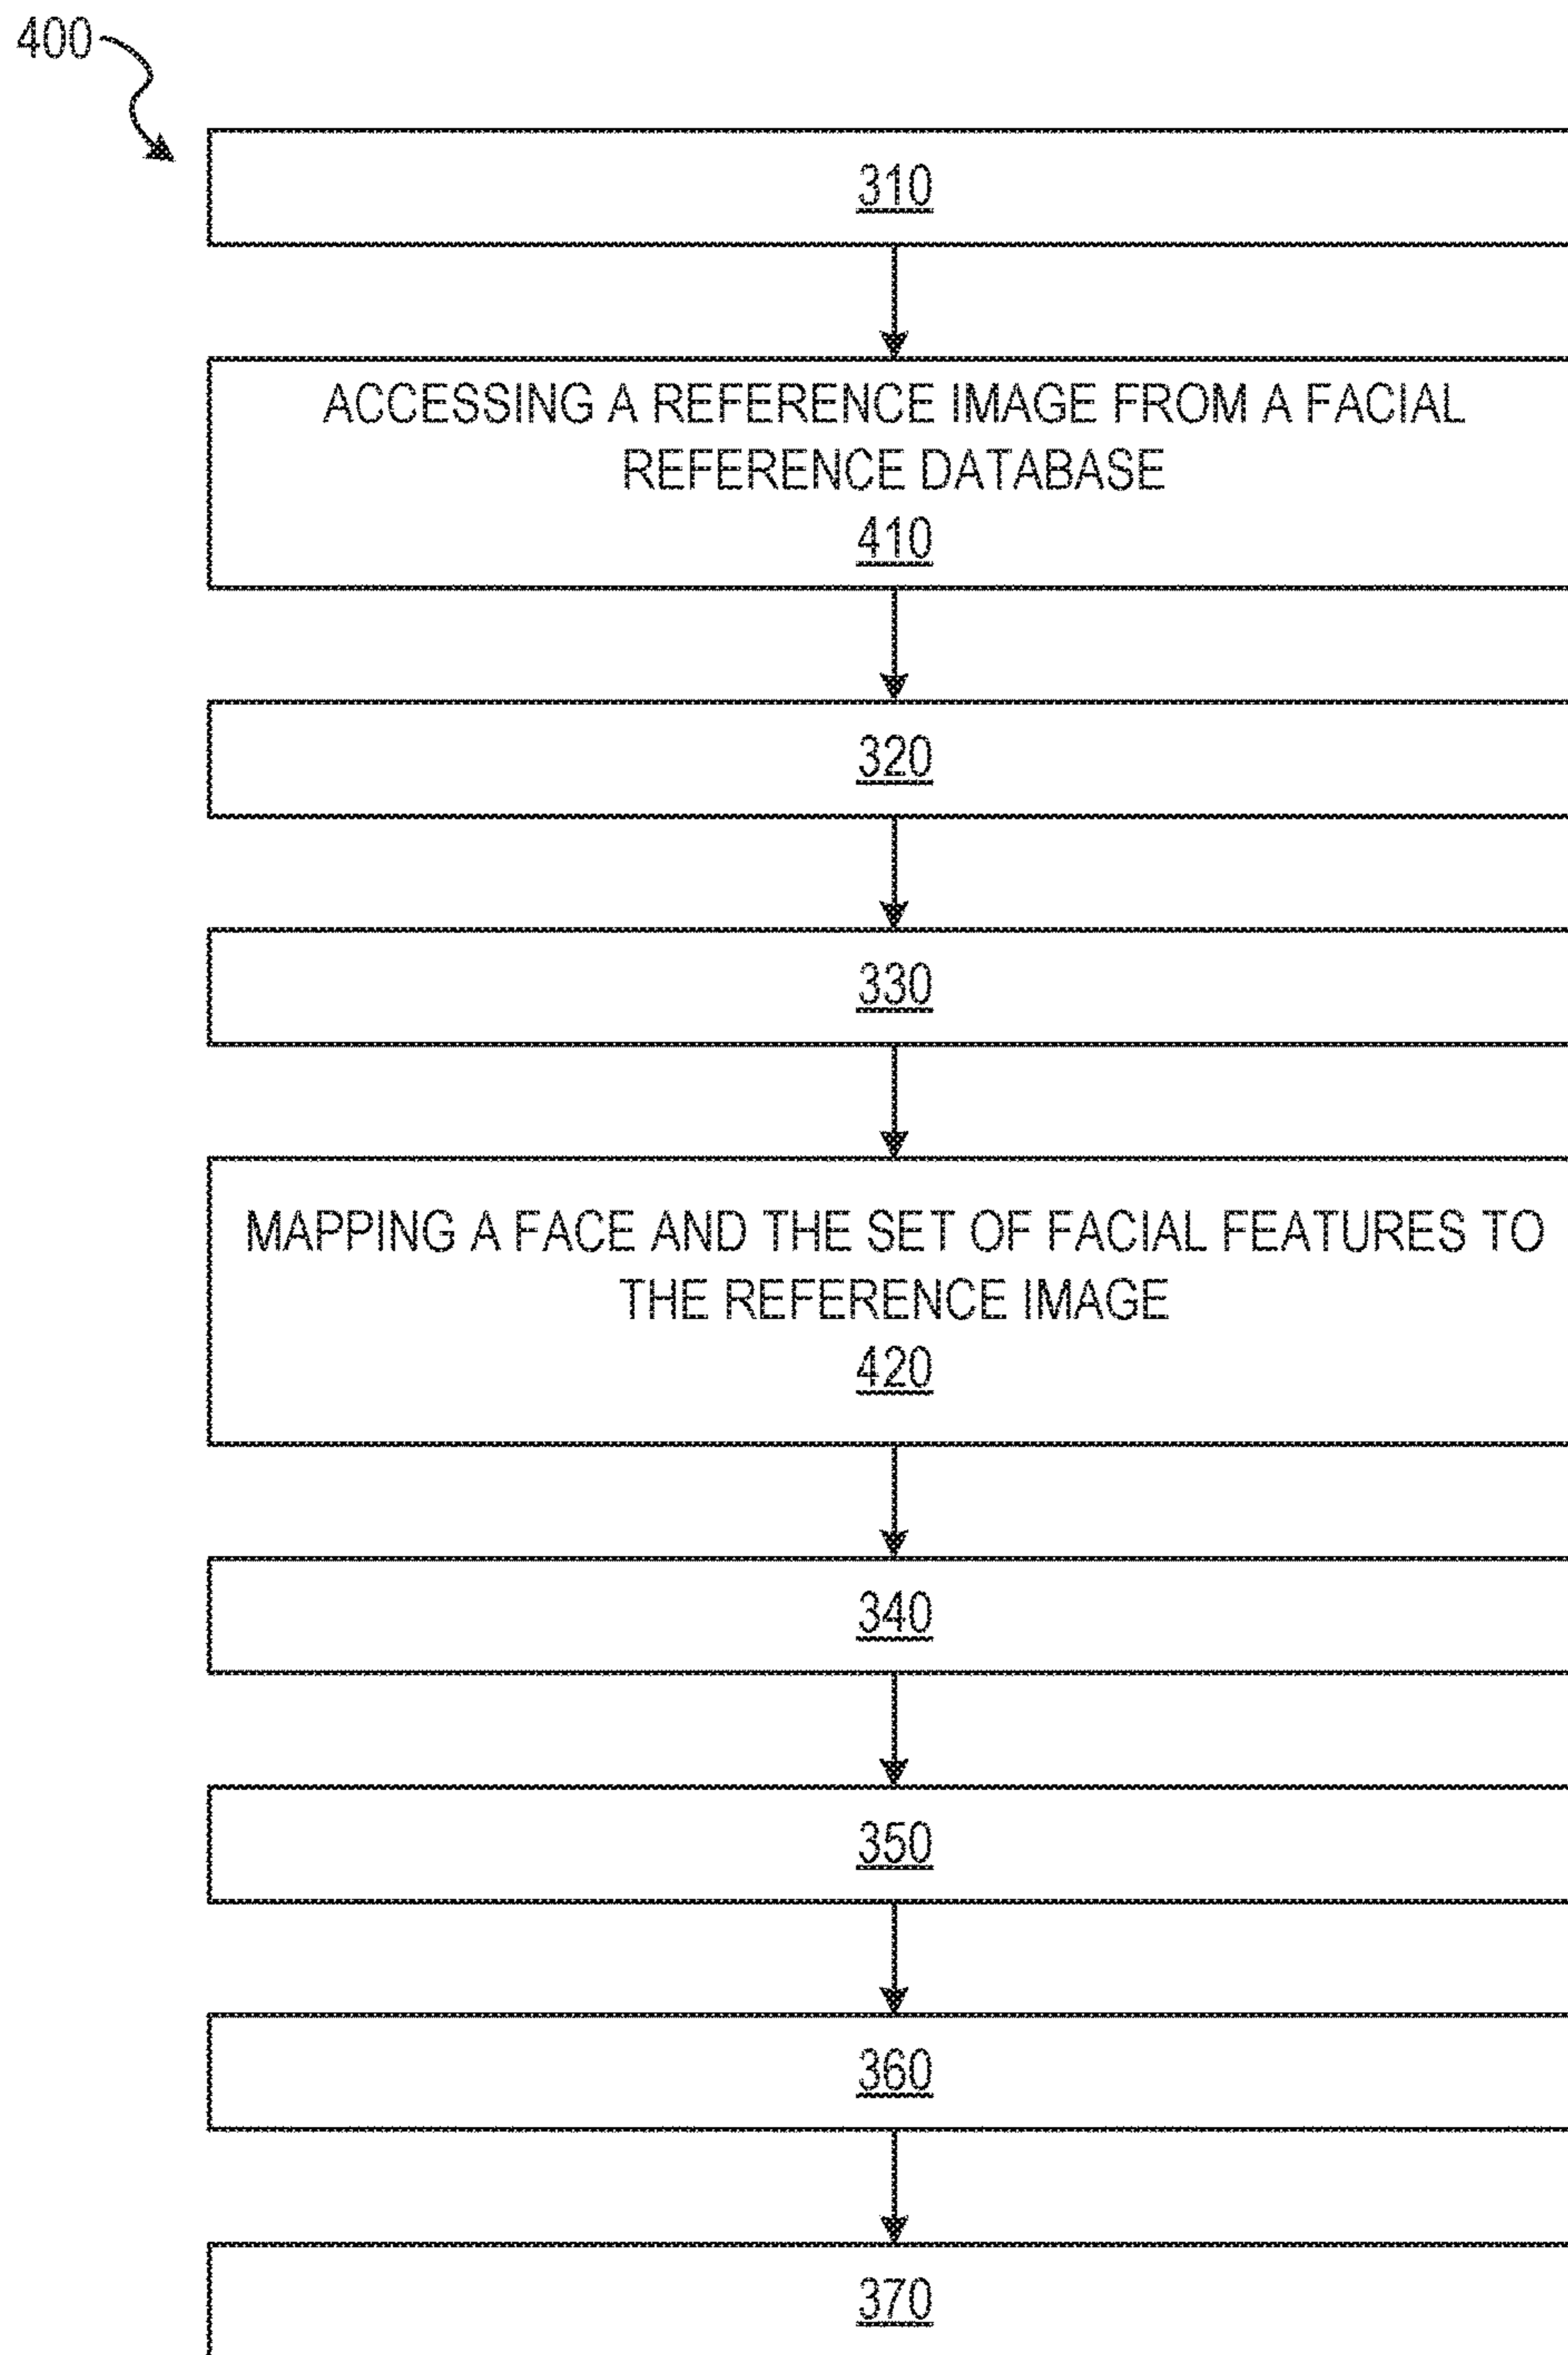 400
310
ACCESSING A REFERENCE IMAGE FROM A FACIAL
REFERENCE DATABASE
410
320
330
MAPPING A FACE AND THE SET OF FACIAL FEATURES TO
THE REFERENCE IMAGE
420
340
350
360
370